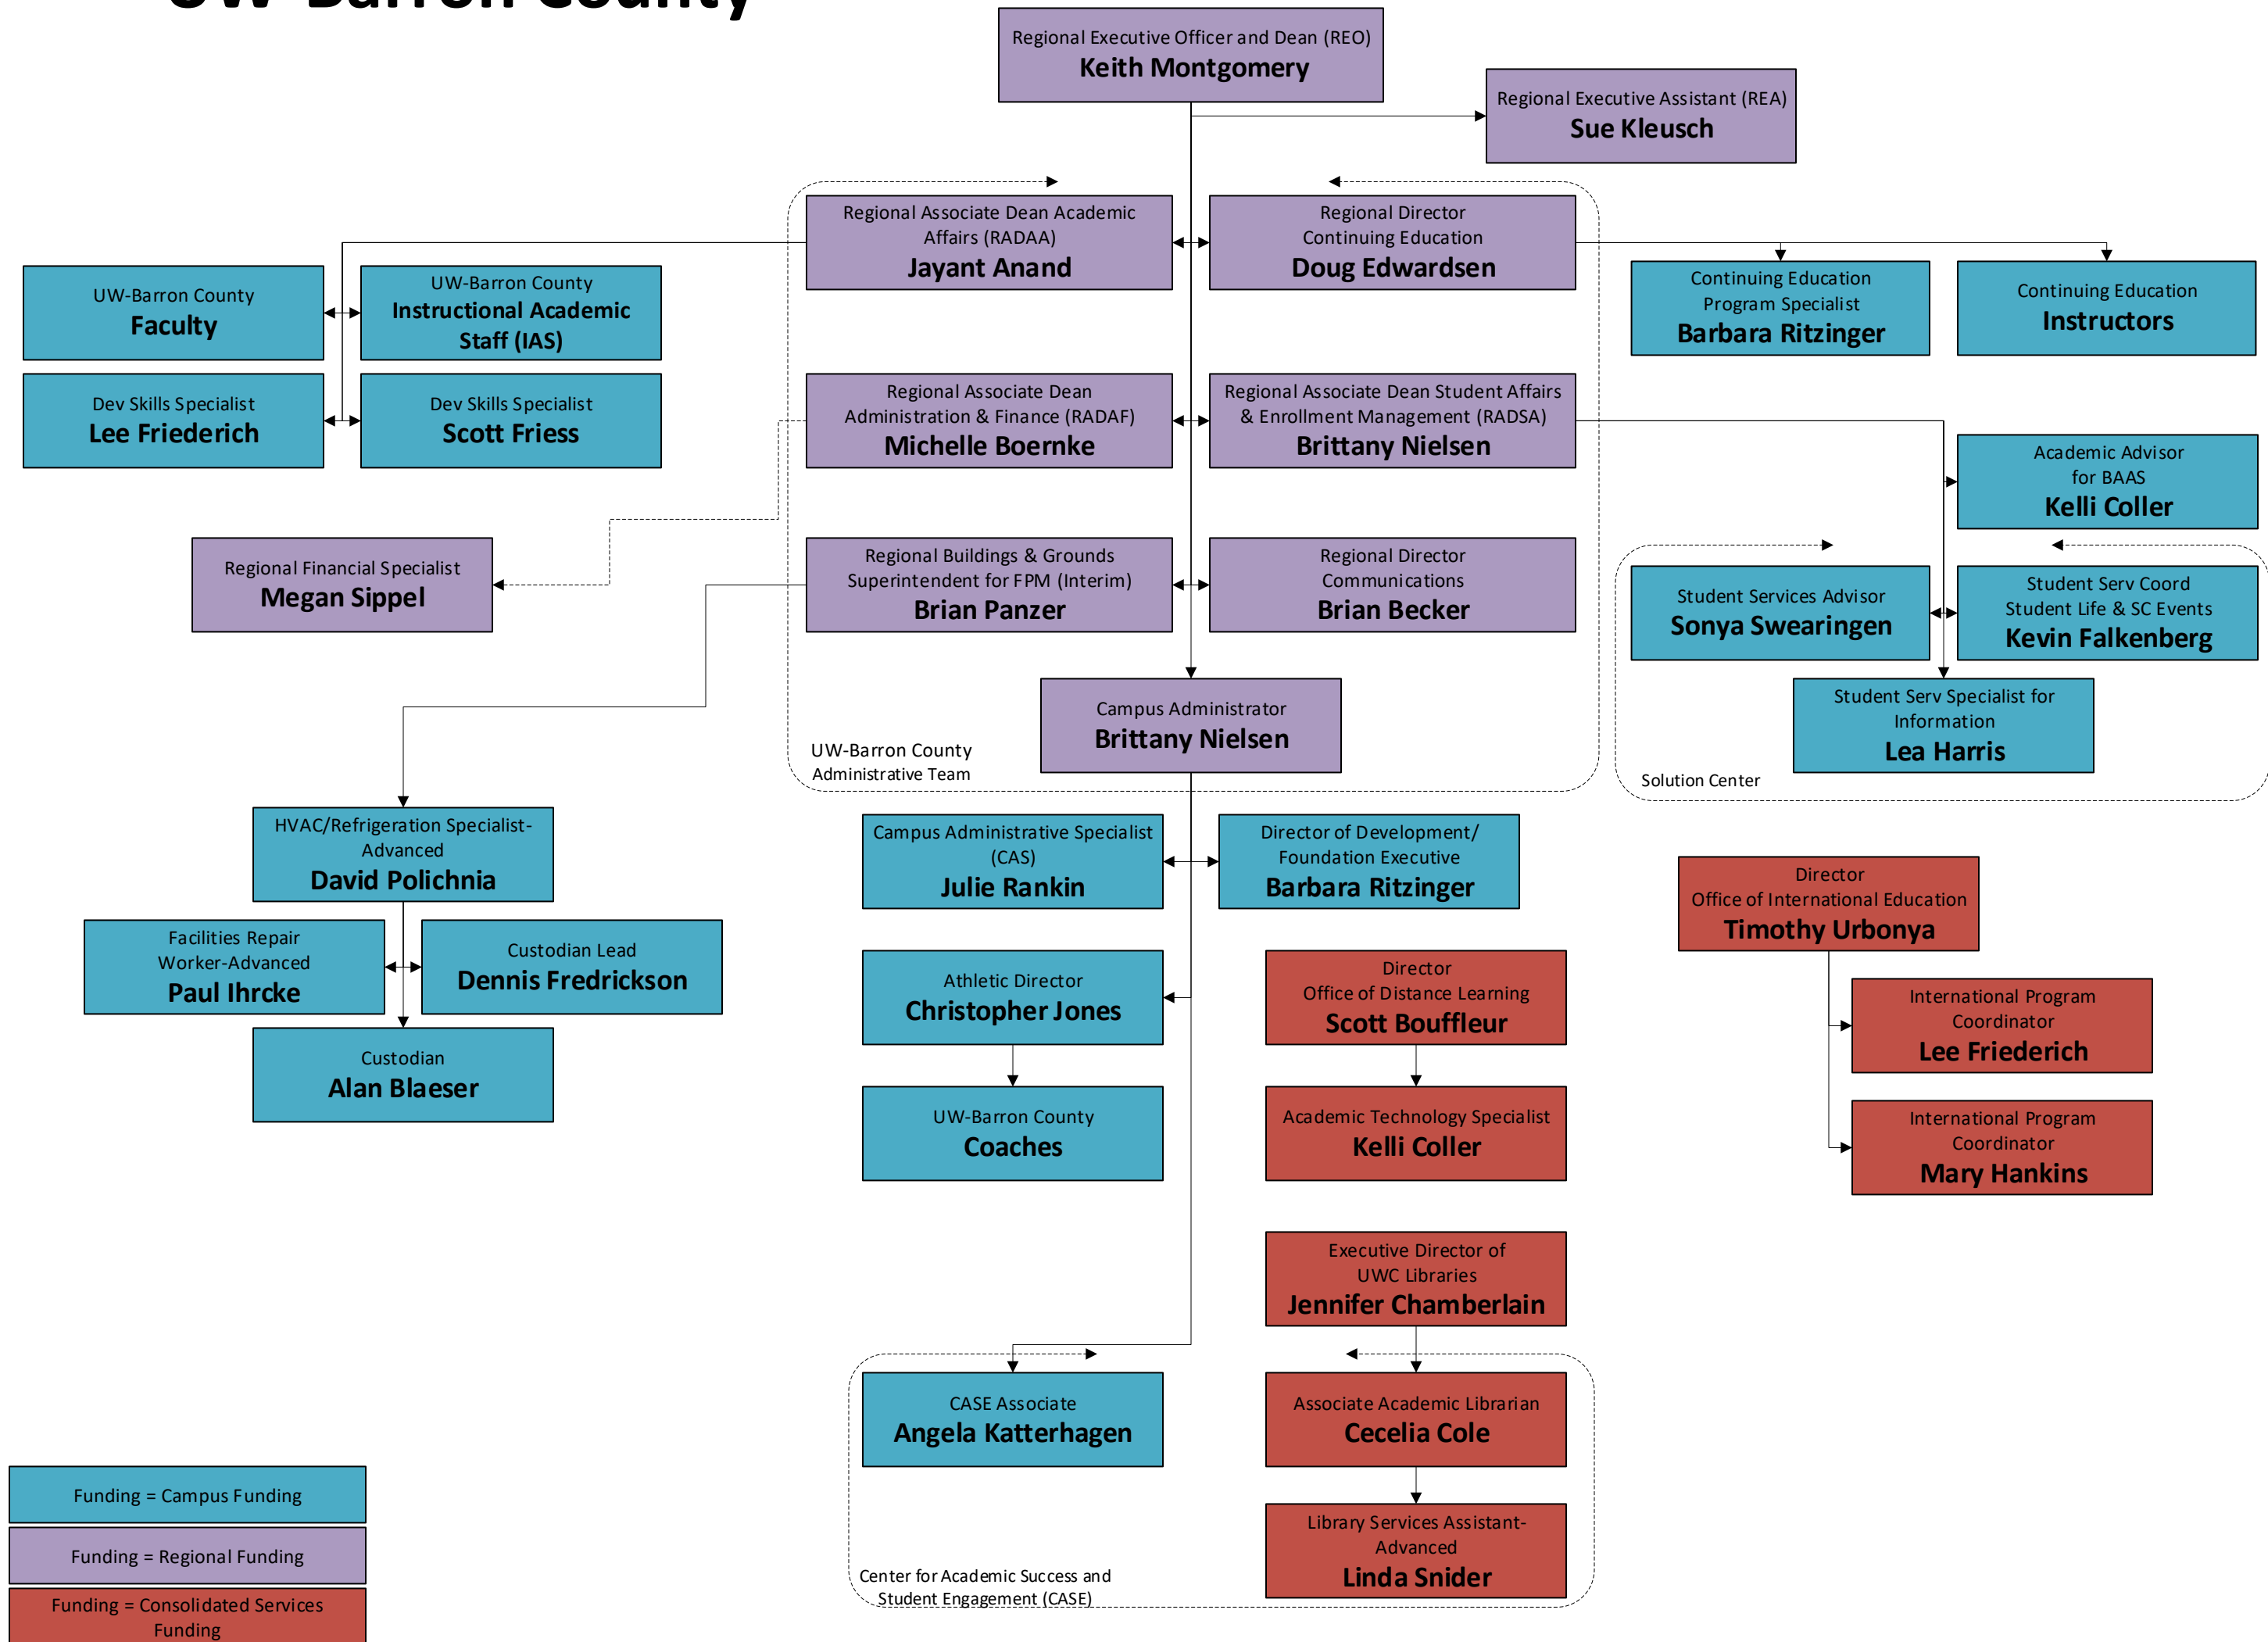 UW-Barron County
Regional Executive Officer and Dean (REO)
Keith Montgomery
Regional Executive Assistant (REA)
Sue Kleusch
Regional Associate Dean Academic
Affairs (RADAA)
Jayant Anand
Regional Director
Continuing Education
Doug Edwardsen
UW-Barron County
Faculty
UW-Barron County
Instructional Academic
Staff (IAS)
Continuing Education
Program Specialist
Barbara Ritzinger
Continuing Education
Instructors
Dev Skills Specialist
Lee Friederich
Dev Skills Specialist
Scott Friess
Regional Associate Dean
Administration & Finance (RADAF)
Michelle Boernke
Regional Associate Dean Student Affairs
& Enrollment Management (RADSA)
Brittany Nielsen
Academic Advisor
for BAAS
Kelli Coller
Regional Financial Specialist
Megan Sippel
Regional Buildings & Grounds
Superintendent for FPM (Interim)
Brian Panzer
Regional Director
Communications
Brian Becker
Student Services Advisor
Sonya Swearingen
Student Serv Coord
Student Life & SC Events
Kevin Falkenberg
Campus Administrator
Brittany Nielsen
Student Serv Specialist for
Information
Lea Harris
UW-Barron County
Administrative Team
Solution Center
HVAC/Refrigeration Specialist-
Advanced
David Polichnia
Campus Administrative Specialist
(CAS)
Julie Rankin
Director of Development/
Foundation Executive
Barbara Ritzinger
Director
Office of International Education
Timothy Urbonya
Facilities Repair
Worker-Advanced
Paul Ihrcke
Custodian Lead
Dennis Fredrickson
Athletic Director
Christopher Jones
Director
Office of Distance Learning
Scott Bouffleur
International Program
Coordinator
Lee Friederich
Custodian
Alan Blaeser
UW-Barron County
Coaches
Academic Technology Specialist
Kelli Coller
International Program
Coordinator
Mary Hankins
Executive Director of
UWC Libraries
Jennifer Chamberlain
CASE Associate
Angela Katterhagen
Associate Academic Librarian
Cecelia Cole
Library Services Assistant-
Advanced
Linda Snider
Center for Academic Success and
Student Engagement (CASE)
Funding = Campus Funding
Funding = Regional Funding
Funding = Consolidated Services
Funding